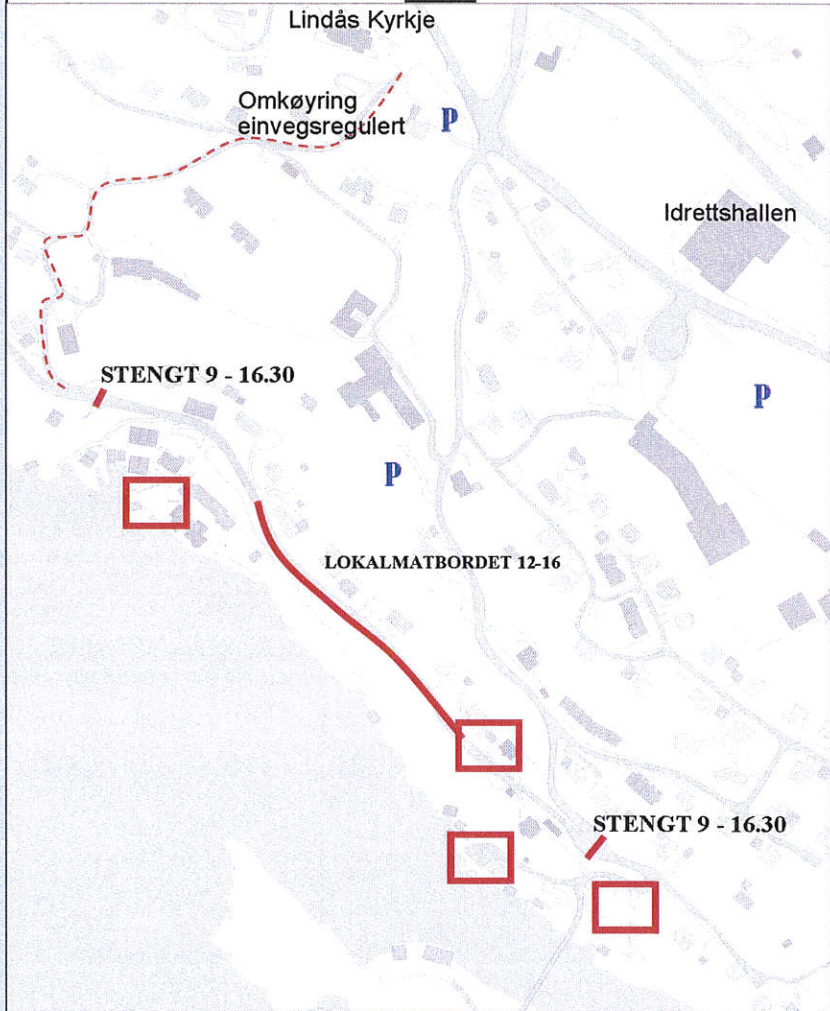 Lindås Kyrkje
Omkøyring
einvegsregulert
P
Idrettshallen
STENGT 9 - 16.30
P
P
LOKALMATBORDET 12-16
STENGT 9 - 16.30